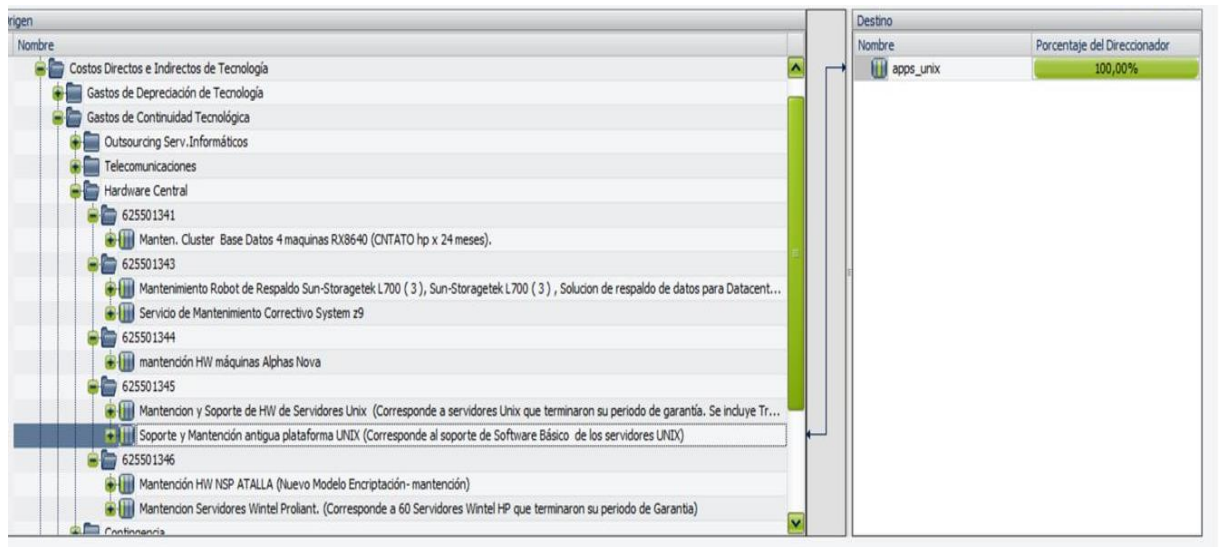 rigen
Nombre
Costos Directos e Indirectos de Tecnología
Gastos de Depreciación de Tecnología
Gastos de Continuidad Tecnológica
Outsourcing Serv.Informáticos
Telecomunicaciones
Hardware Central
625501341
Manten. Cluster Base Datos 4 maquinas RX8640 (CNTATO hp x 24 meses).
625501343
Mantenimiento Robot de Respaldo Sun-Storagetek L700 ( 3 ), Sun-Storagetek L700 ( 3 ) , Solucion de respaldo de datos para Datacent...
Servicio de Mantenimiento Correctivo System z9
625501344
mantención HW máquinas Alphas Nova
625501345
Mantencion y Soporte de HW de Servidores Unix (Corresponde a servidores Unix que terminaron su periodo de garantía. Se incluye Tr...
Soporte y Mantención antigua plataforma UNIX (Corresponde al soporte de Software Básico de los servidores UNIX)
625501346
Mantención HW NSP ATALLA (Nuevo Modelo Encriptación- mantención)
Mantencion Servidores Wintel Proliant. (Corresponde a 60 Servidores Wintel HP que terminaron su periodo de Garantia)
Contingencia
Destino
Nombre Porcentaje del Direccionador
apps_unix 100,00%